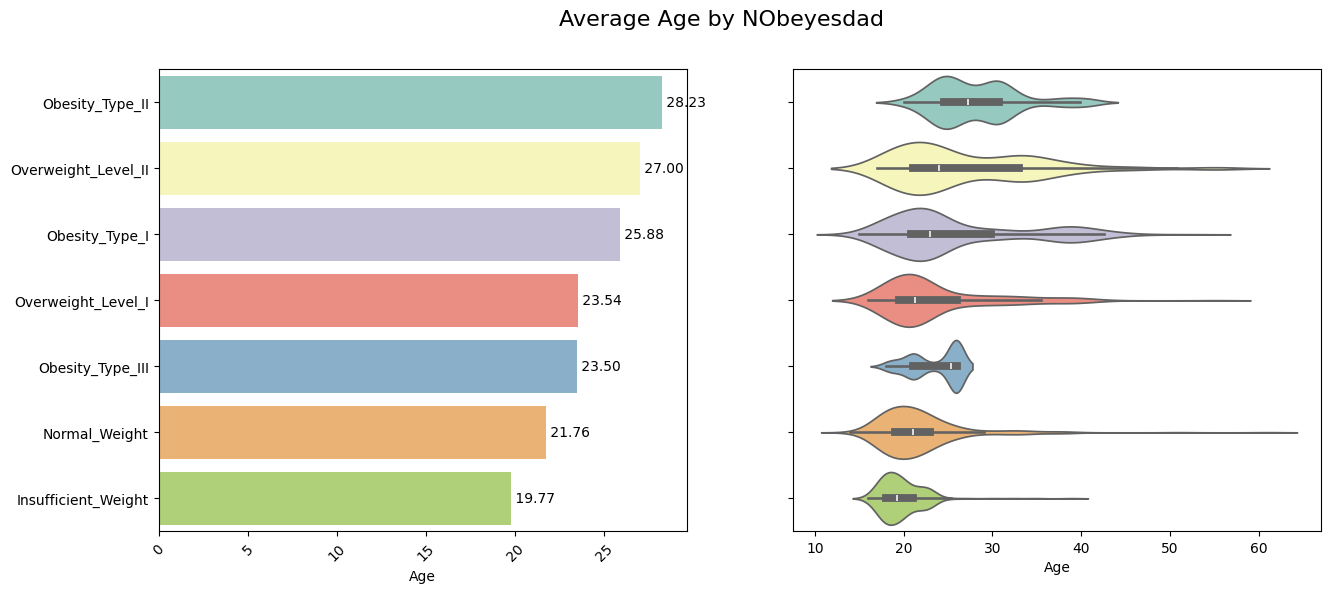 Average Age by NObeyesdad
Obesity_Type_II
28.23
Overweight_Level_II
27.00
Obesity_Type_I
25.88
Overweight_Level_I
23.54
Obesity_Type_III
23.50
Normal_Weight
21.76
Insufficient_Weight
19.77
0 5 10 15 20 25
Age
10 20 30 40 50 60
Age